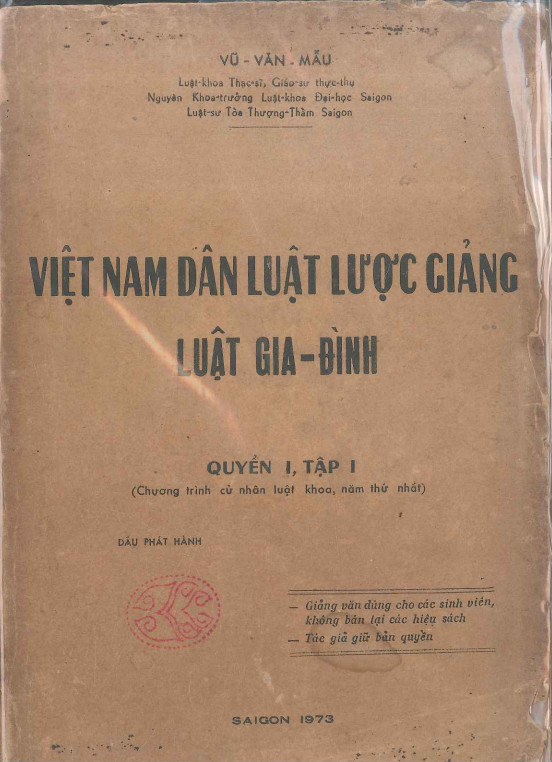 VŨ - VĂN - MẪU
Luật-khoa Thạc-sĩ, Giáo-sư thực-thụ
Nguyên Khoa-trưởng Luật-khoa Đại-học Saigon
Luật-sư Tòa Thượng-Thẩm Saigon
VIỆT NAM DÂN LUẬT LƯỢC GIẢNG
LUẬT GIA-ĐÌNH
QUYỂN I, TẬP I
(Chương trình cử nhân luật khoa, năm thứ nhất)
DẤU PHÁT HÀNH
— Giảng văn dùng cho các sinh viên,
không bán tại các hiệu sách
— Tác giả giữ bản quyền
SAIGON 1973